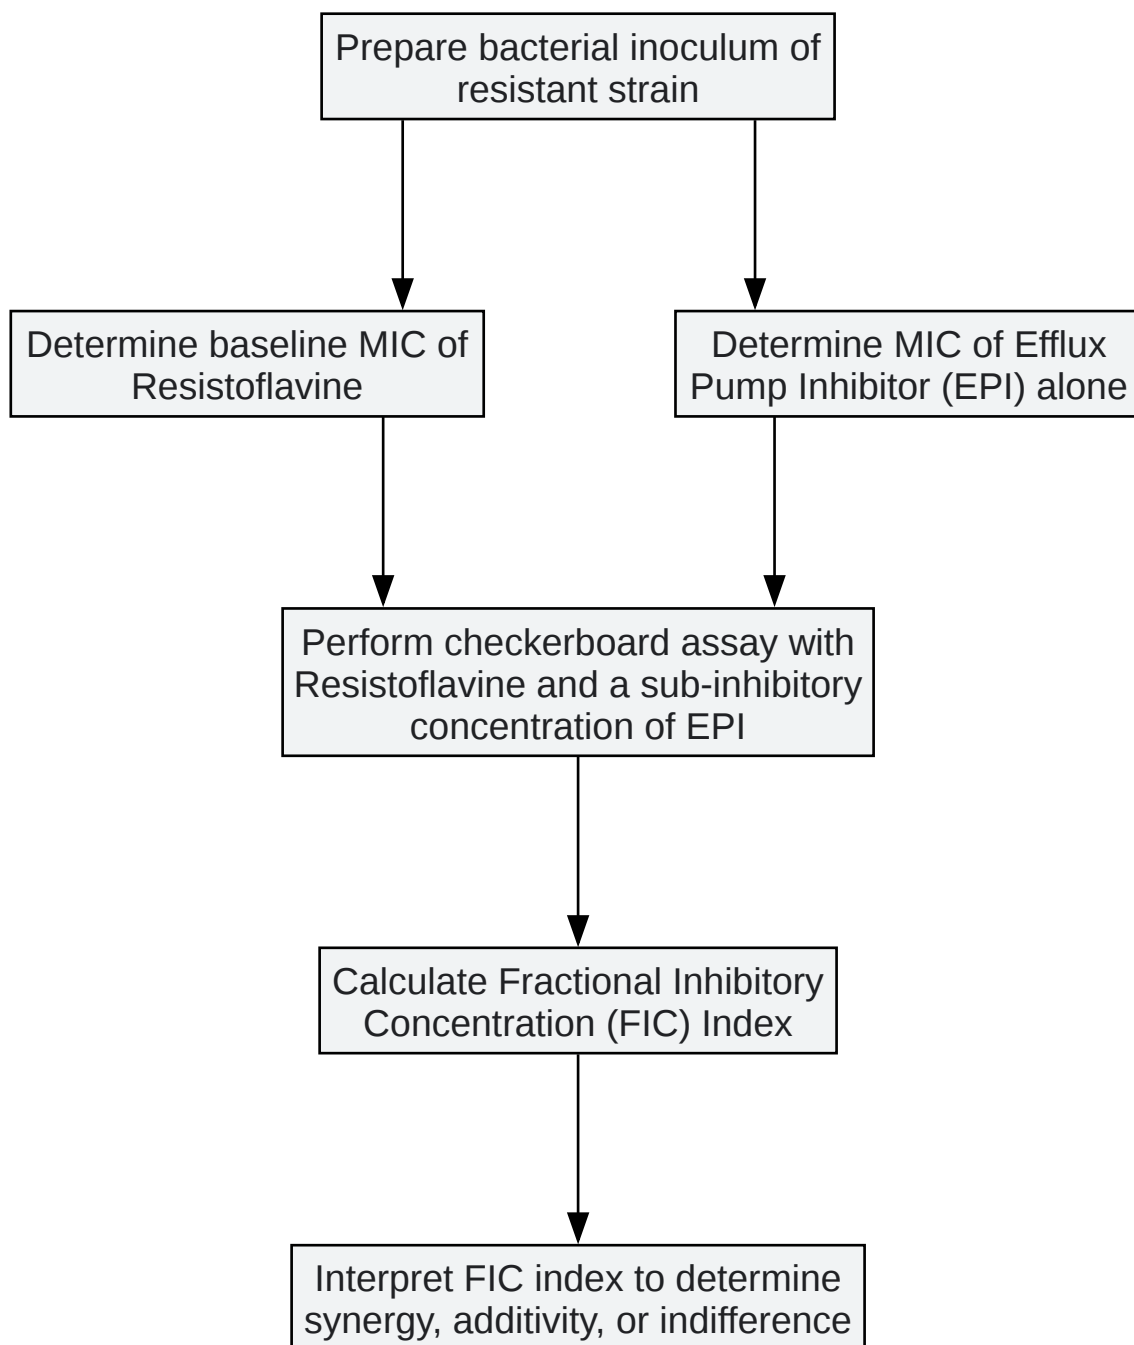 Prepare bacterial inoculum of
resistant strain
Determine baseline MIC of
Resistoflavine
Determine MIC of Efflux
Pump Inhibitor (EPI) alone
Perform checkerboard assay with
Resistoflavine and a sub-inhibitory
concentration of EPI
Calculate Fractional Inhibitory
Concentration (FIC) Index
Interpret FIC index to determine
synergy, additivity, or indifference